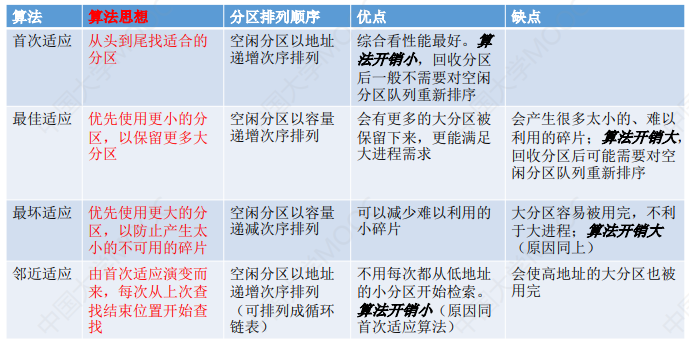 算法 算法思想 分区排列顺序 优点 缺点
首次适应 从头到尾找适合的 空闲分区以地址 综合看性能最好。算
分区 递增次序排列 法开销小，回收分区
后一般不需要对空闲
分区队列重新排序
最佳适应 优先使用更小的分 空闲分区以容量 会有更多的大分区被 会产生很多太小的、难以
区，以保留更多大 递增次序排列 保留下来，更能满足 利用的碎片；算法开销大，
分区 大进程需求 回收分区后可能需要对空
闲分区队列重新排序
最坏适应 优先使用更大的分 空闲分区以容量 可以减少难以利用的 大分区容易被用完，不利
区，以防止产生太 递减次序排列 小碎片 于大进程；算法开销大
小的不可用的碎片 （原因同上）
邻近适应 由首次适应演变而 空闲分区以地址 不用每次都从低地址 会使高地址的大分区也被
来，每次从上次查 递增次序排列 的小分区开始检索。 用完
找结束位置开始查 （可排列成循环 算法开销小（原因同
找 链表） 首次适应算法）